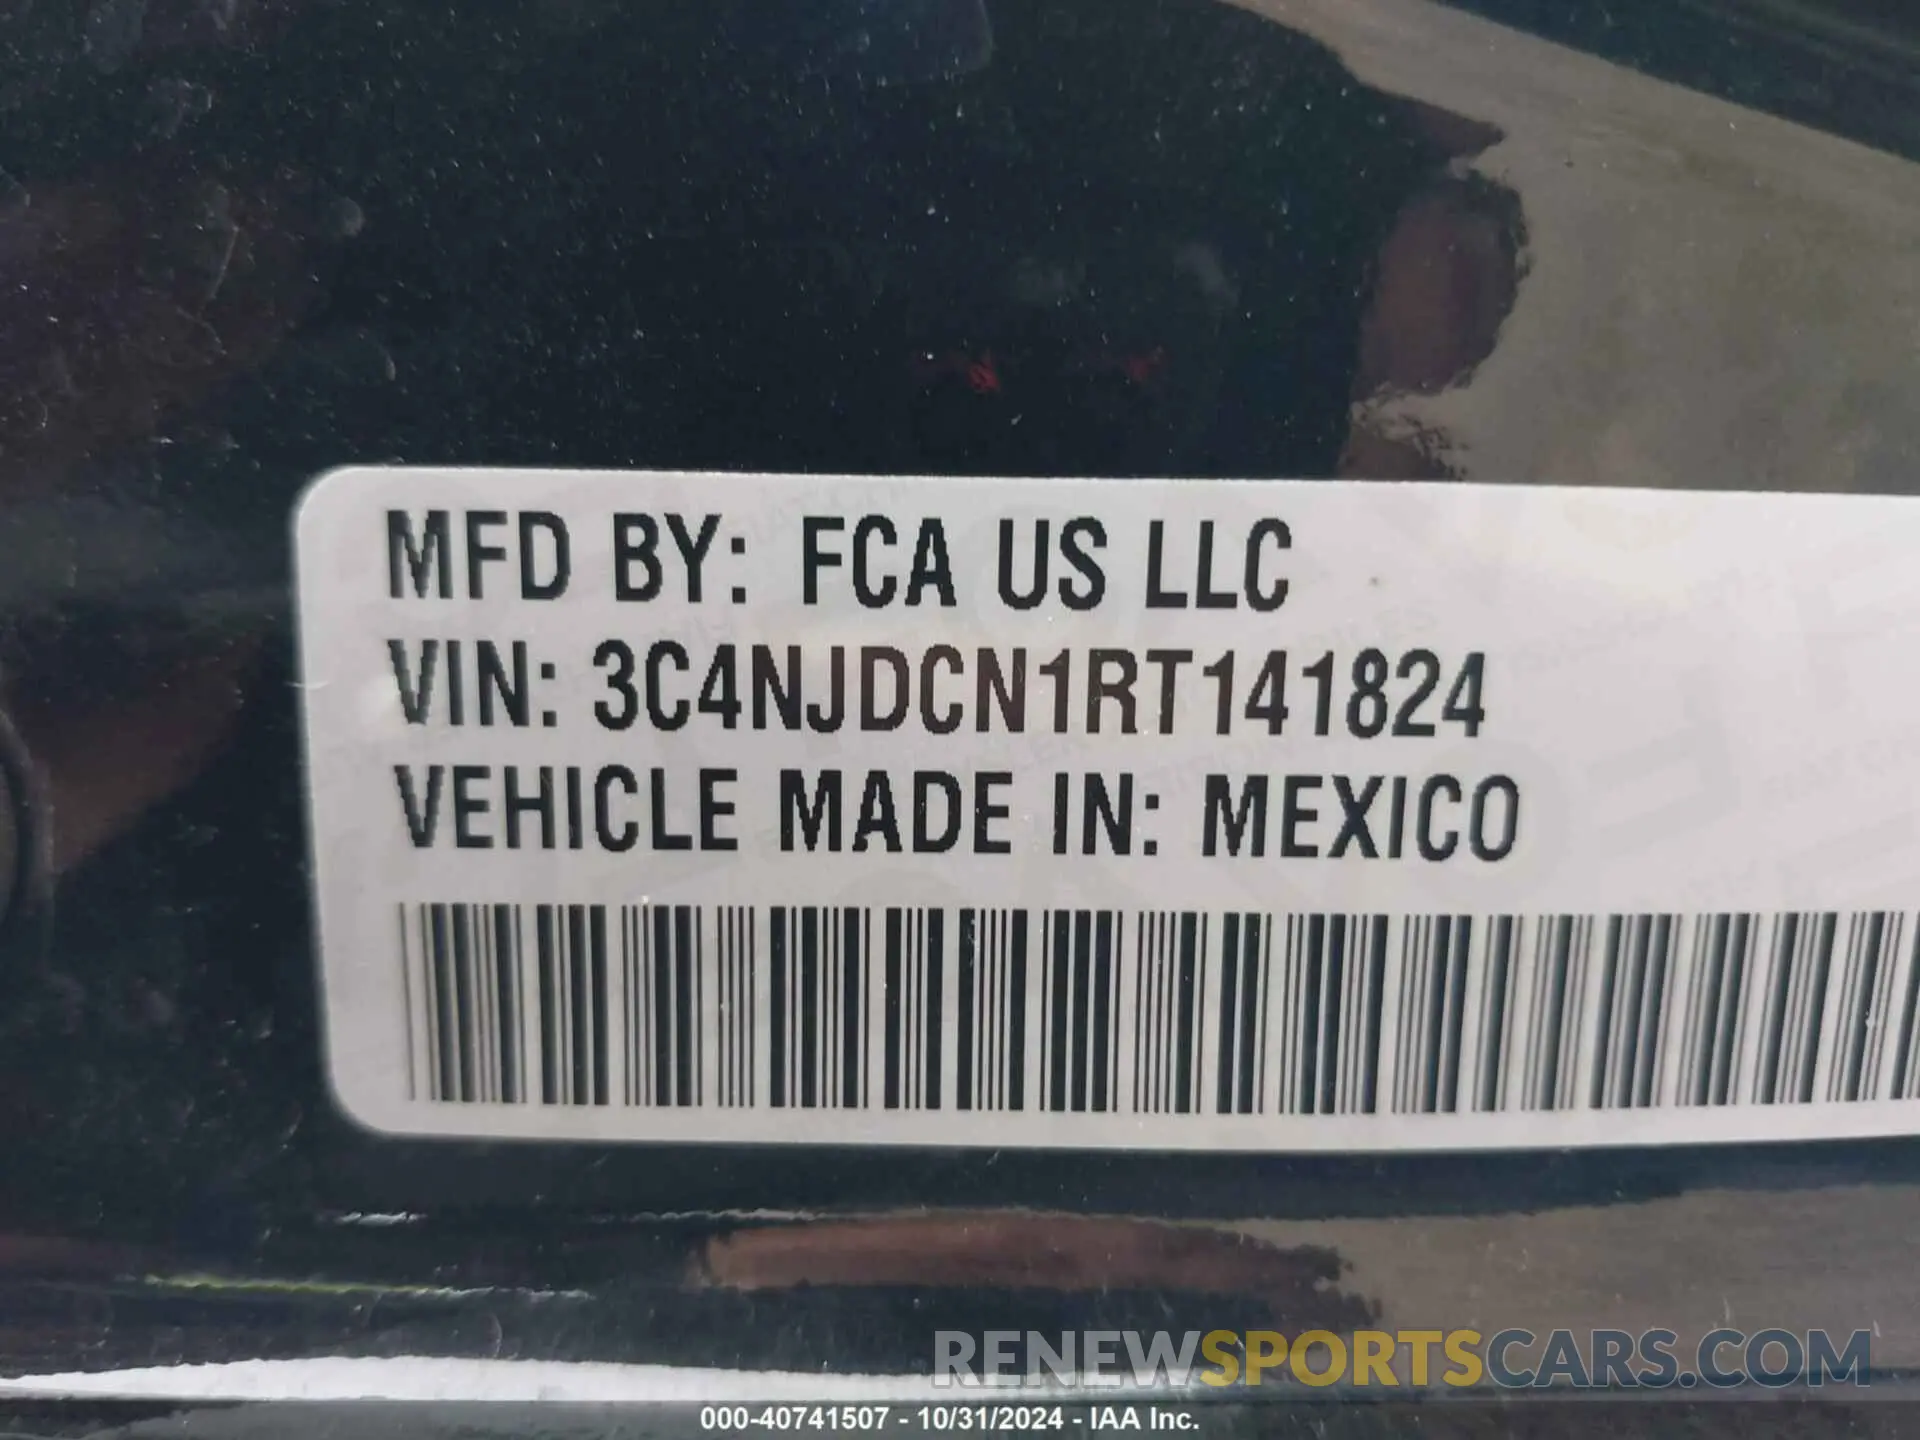 MFD BY: FCA US LLC
VIN: 3C4NJDCN1RT141824
VEHICLE MADE IN: MEXICO
RENEWSPORTSCARS.COM
000-40741507 - 10/31/2024 - IAA Inc.